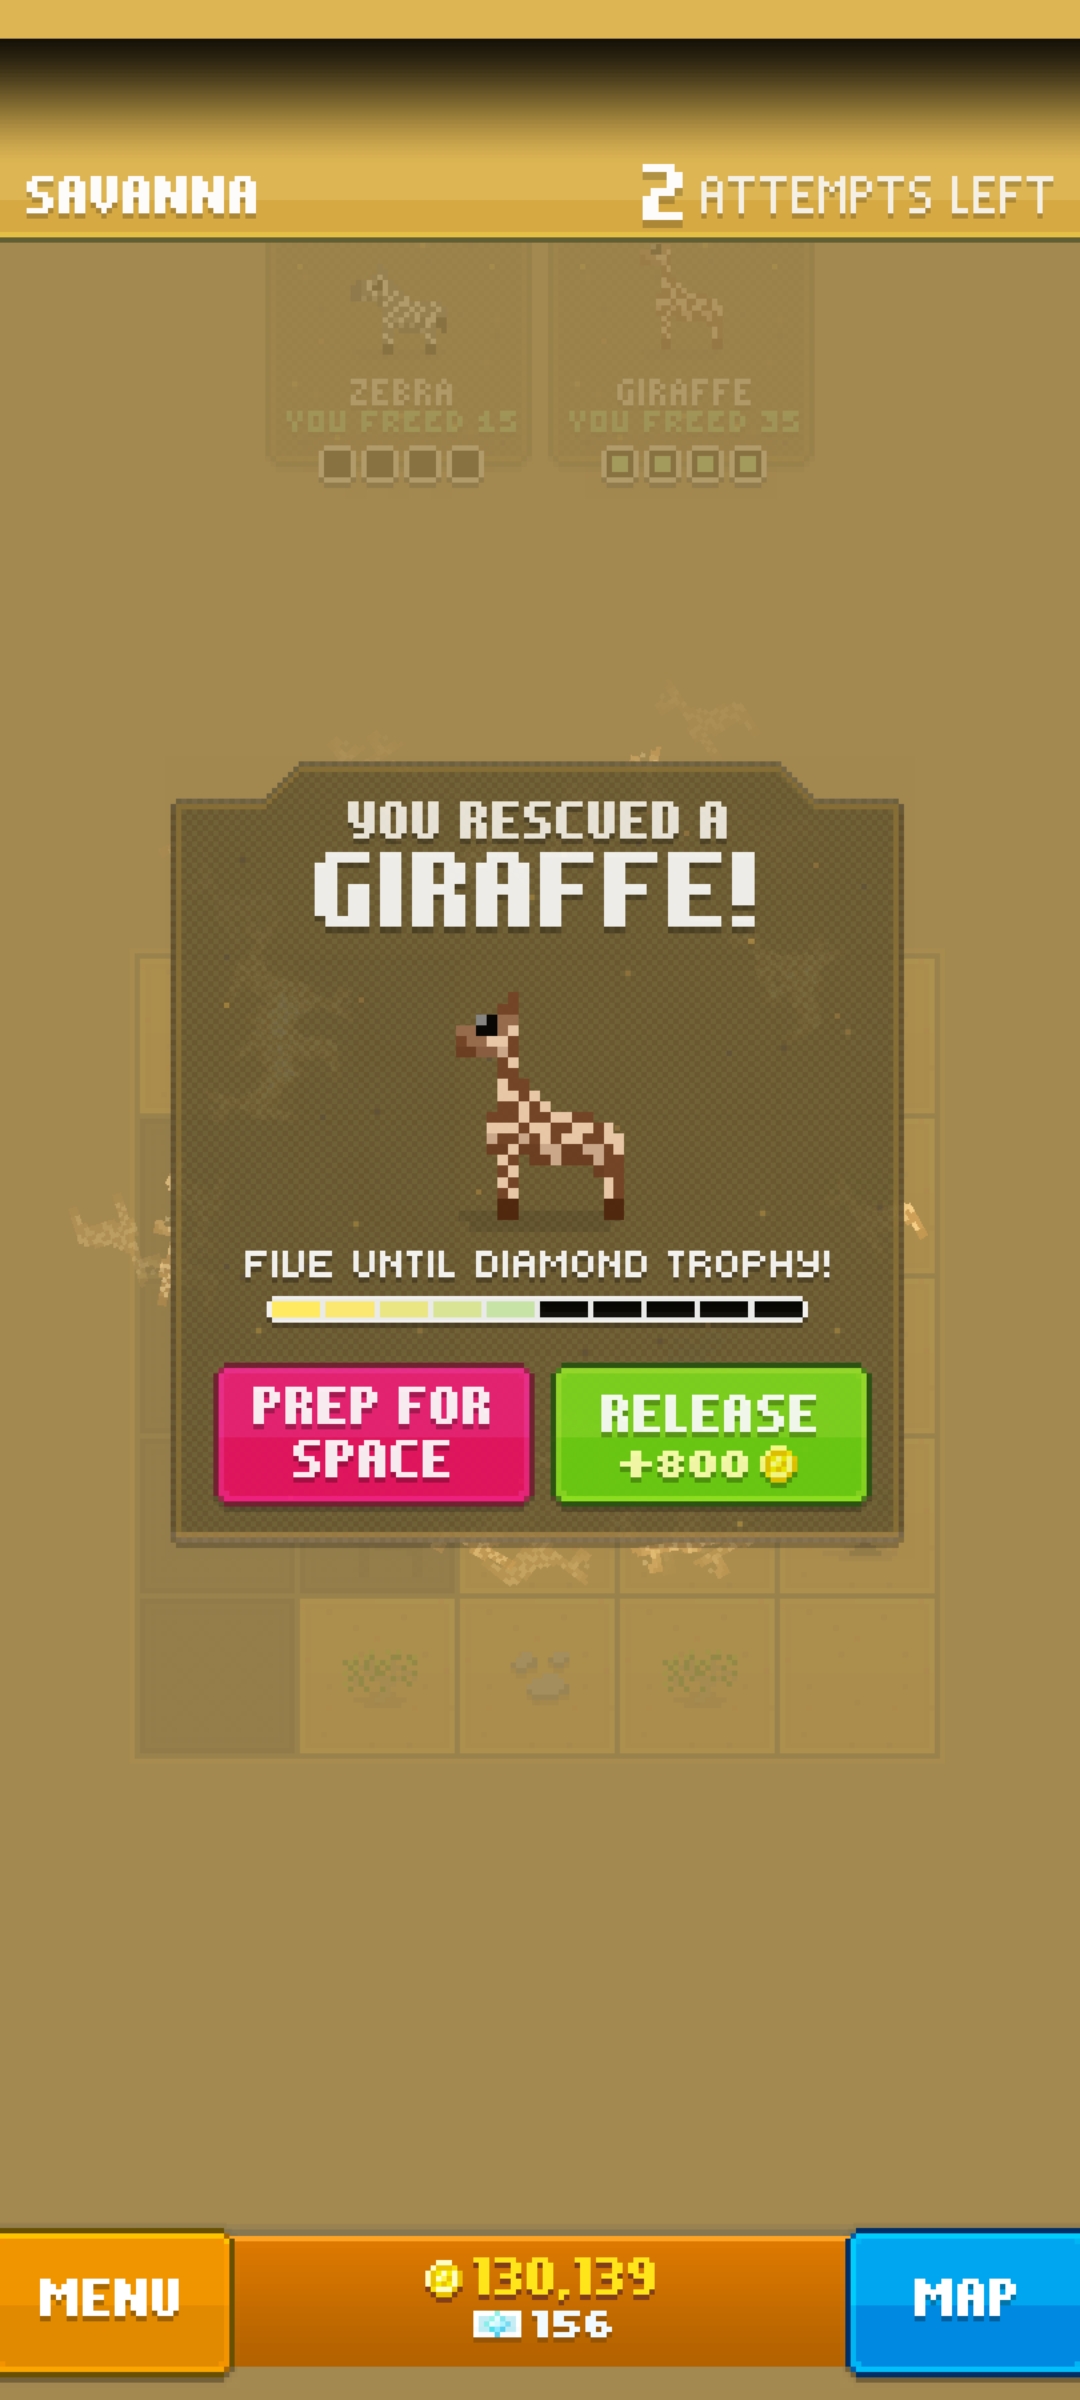 SAVANNA
2 ATTEMPTS LEFT
ZEBRA
GIRAFFE
YOU FREED 15
YOU FREED 35
YOU RESCUED A
GIRAFFE!
FIVE UNTIL DIAMOND TROPHY!
PREP FOR
SPACE
RELEASE
+800
MENU
130,139
156
MAP